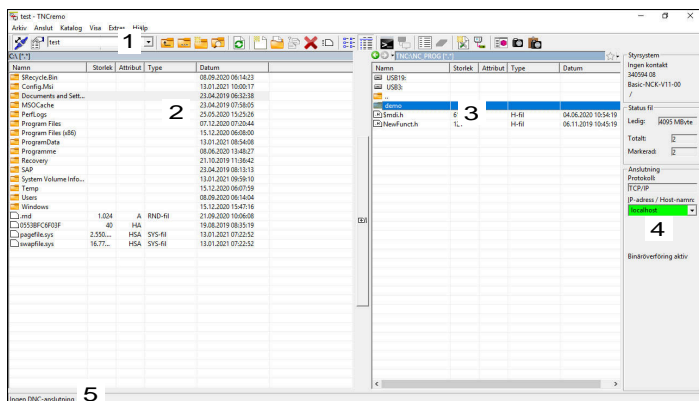 test - TNCremo
Arkiv Anslut Katalog Visa Extras Hjälp
test
1
C:\ [*.*]
Namn Storlek Attribut Type Datum
$Recycle.Bin 08.09.2020 06:14:23
Config.Msi 13.01.2021 10:00:17
Documents and Sett... 23.04.2019 06:32:38
MSOCache 23.04.2019 07:58:05
PerfLogs 25.05.2020 15:25:26
Program Files 07.12.2020 07:20:44
Program Files (x86) 15.12.2020 06:08:00
ProgramData 13.01.2021 08:54:08
Programme 08.06.2020 13:48:27
Recovery 21.10.2019 11:36:42
SAP 23.04.2019 08:13:13
System Volume Info... 13.01.2021 09:59:10
Temp 15.12.2020 06:07:59
Users 08.09.2020 06:14:04
Windows 15.12.2020 15:47:16
.rnd 1.024 A RND-fil 21.09.2020 10:06:08
0553BFC6F03F 40 HA 19.08.2019 08:35:19
pagefile.sys 2.550.... HSA SYS-fil 13.01.2021 07:22:52
swapfile.sys 16.77... HSA SYS-fil 13.01.2021 07:22:52
2
TNC:\NC_PROG [*.*]
Namn Storlek Attribut Type Datum
USB19:
USB3:
..
demo
$mdi.h 6 H-fil 04.06.2020 10:54:19
NewFunct.h 1 H-fil 06.11.2019 10:45:19
3
Styrsystem
Ingen kontakt
340594 08
Basic-NCK-V11-00
/
Status fil
Ledig: 4095 MByte
Totalt: 2
Markerad: 2
Anslutning
Protokoll:
TCP/IP
IP-adress / Host-namn:
localhost
4
Binäröverföring aktiv
Ingen DNC-anslutning
5